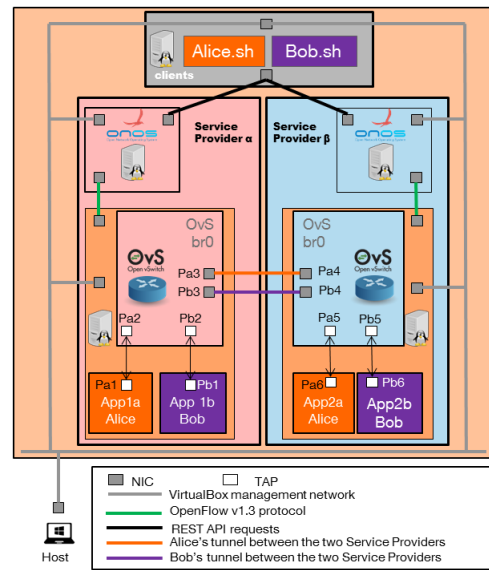 Alice.sh
Bob.sh
clients
Service
Provider α
Service
Provider β
onos
onos
OvS
br0
OvS
Open vSwitch
OvS
br0
OvS
Open vSwitch
Pa3
Pb3
Pa4
Pb4
Pa2
Pb2
Pa5
Pb5
Pa1
App1a
Alice
Pb1
App 1b
Bob
Pa6
App2a
Alice
Pb6
App2b
Bob
Host
NIC
TAP
VirtualBox management network
OpenFlow v1.3 protocol
REST API requests
Alice's tunnel between the two Service Providers
Bob's tunnel between the two Service Providers